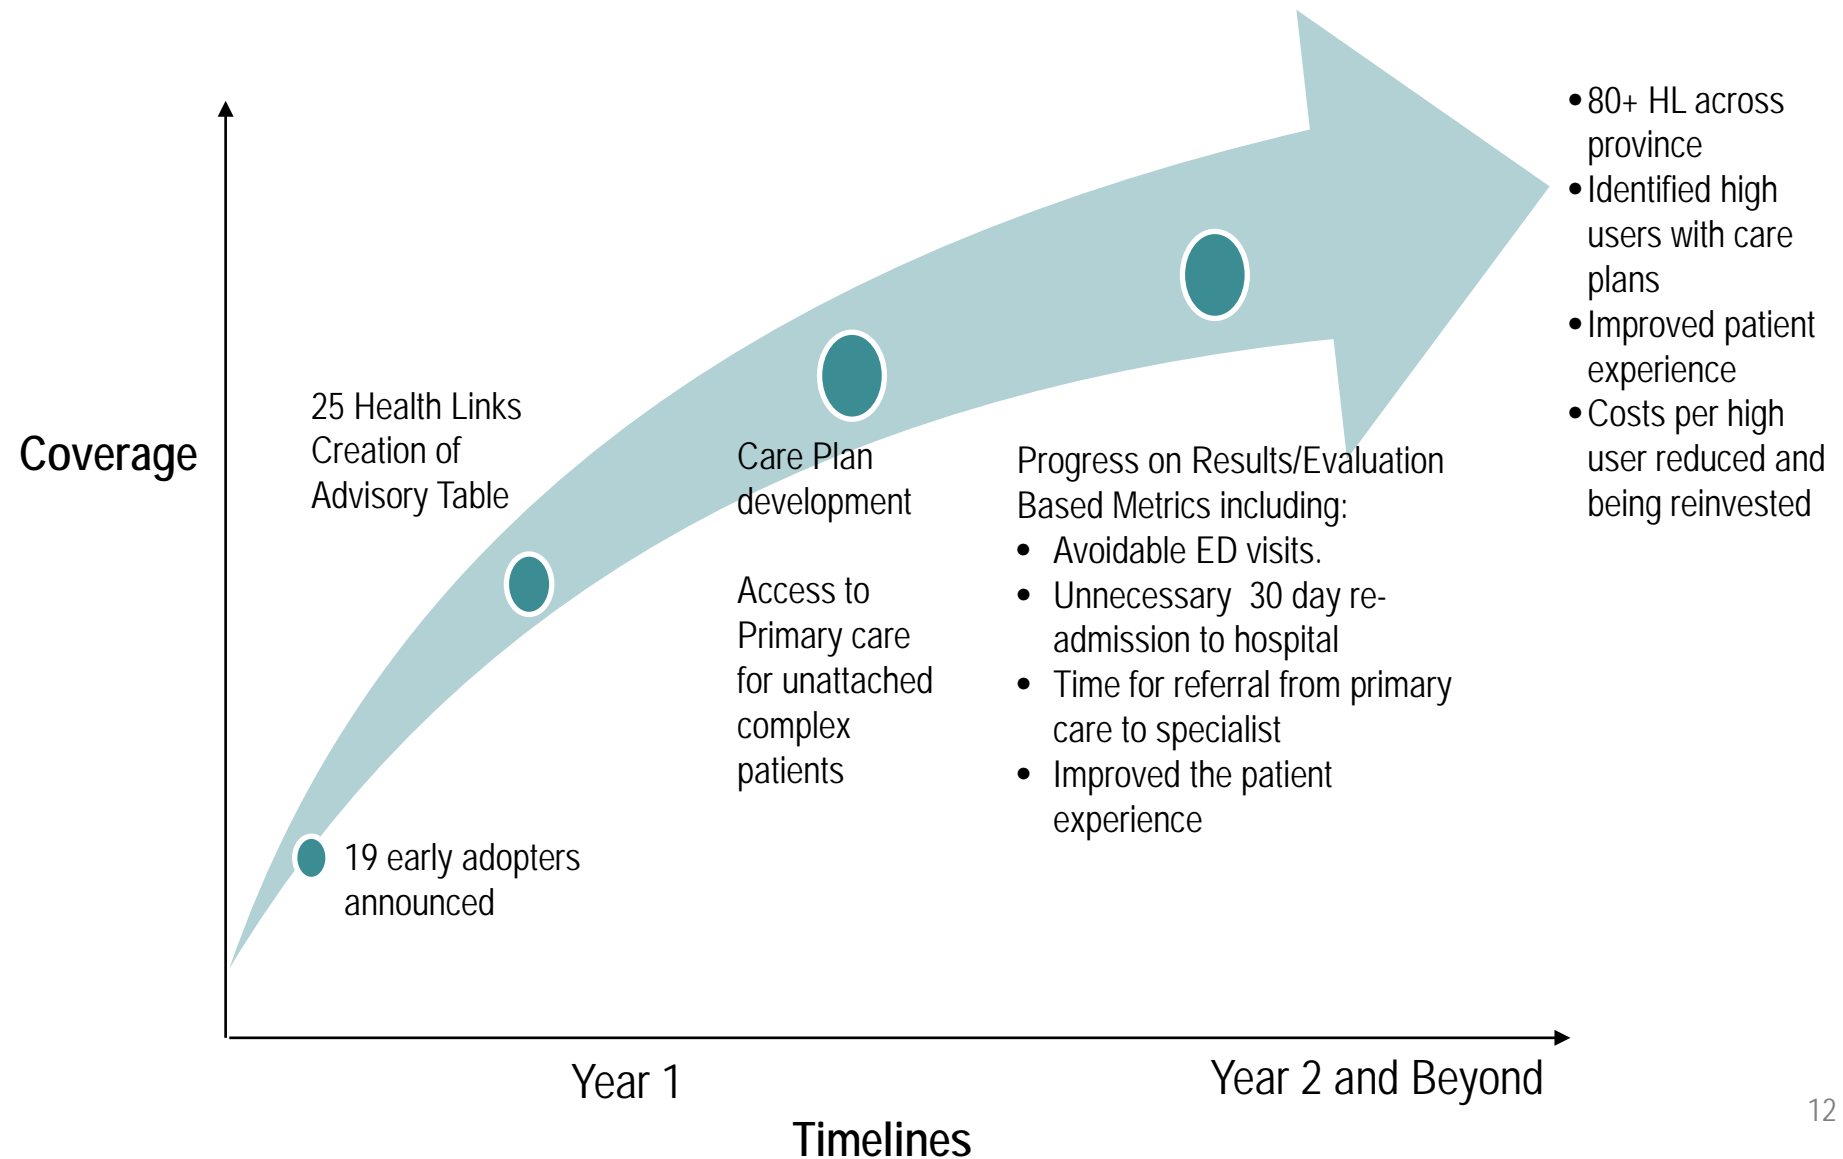 Coverage
25 Health Links
Creation of
Advisory Table
19 early adopters
announced
Care Plan
development
Access to
Primary care
for unattached
complex
patients
Progress on Results/Evaluation
Based Metrics including:
• Avoidable ED visits.
• Unnecessary  30 day re-
admission to hospital
• Time for referral from primary
care to specialist
• Improved the patient
experience
• 80+ HL across
province
• Identified high
users with care
plans
• Improved patient
experience
• Costs per high
user reduced and
being reinvested
Year 1
Year 2 and Beyond
Timelines
12